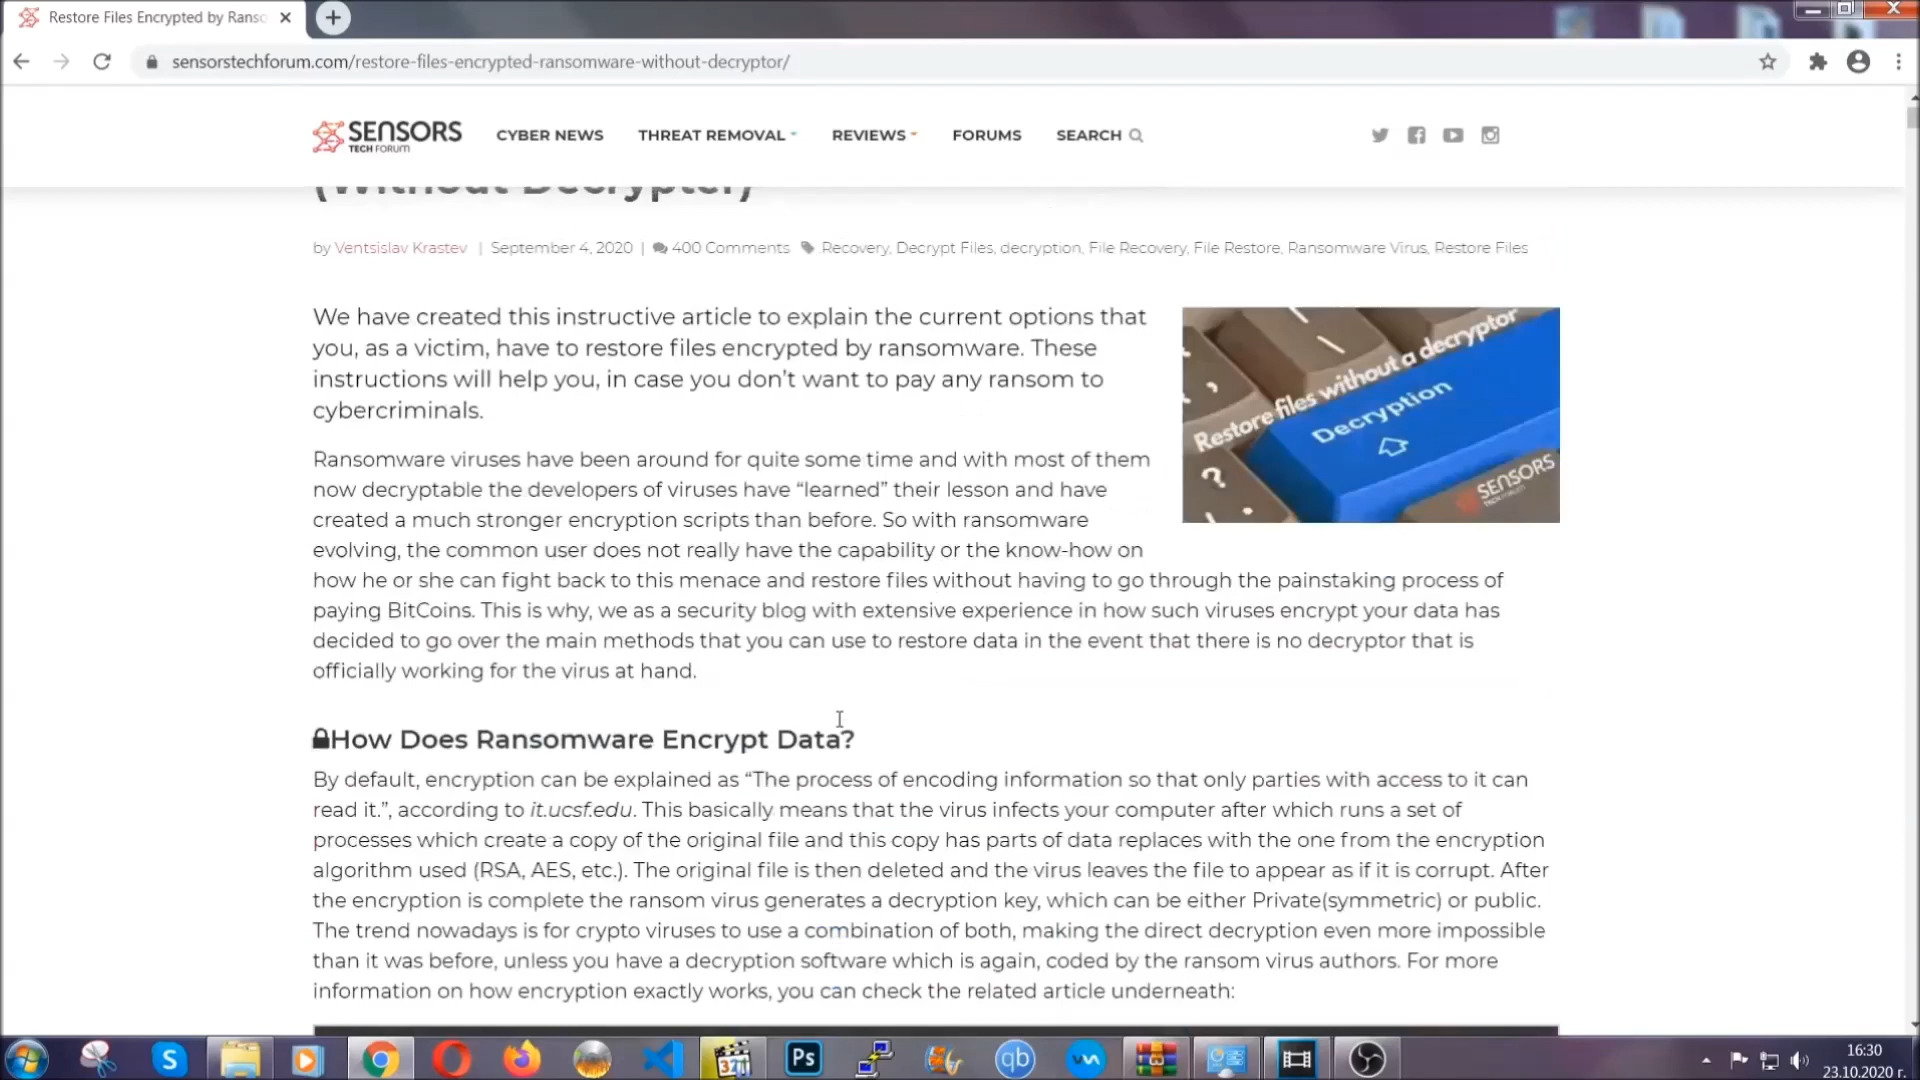 Restore Files Encrypted by Ranso
sensorstechforum.com/restore-files-encrypted-ransomware-without-decryptor/
SENSORS
TECH FORUM
CYBER NEWS THREAT REMOVAL REVIEWS FORUMS SEARCH
(Without Decrypter)
by Ventsislav Krastev | September 4, 2020 | 400 Comments Recovery, Decrypt Files, decryption, File Recovery, File Restore, Ransomware Virus, Restore Files
We have created this instructive article to explain the current options that
you, as a victim, have to restore files encrypted by ransomware. These
instructions will help you, in case you don’t want to pay any ransom to
cybercriminals.
Restore files without a decryptor
Decryption
SENSORS
Ransomware viruses have been around for quite some time and with most of them
now decryptable the developers of viruses have “learned” their lesson and have
created a much stronger encryption scripts than before. So with ransomware
evolving, the common user does not really have the capability or the know-how on
how he or she can fight back to this menace and restore files without having to go through the painstaking process of
paying BitCoins. This is why, we as a security blog with extensive experience in how such viruses encrypt your data has
decided to go over the main methods that you can use to restore data in the event that there is no decryptor that is
officially working for the virus at hand.
How Does Ransomware Encrypt Data?
By default, encryption can be explained as “The process of encoding information so that only parties with access to it can
read it.”, according to it.ucsf.edu. This basically means that the virus infects your computer after which runs a set of
processes which create a copy of the original file and this copy has parts of data replaces with the one from the encryption
algorithm used (RSA, AES, etc.). The original file is then deleted and the virus leaves the file to appear as if it is corrupt. After
the encryption is complete the ransom virus generates a decryption key, which can be either Private(symmetric) or public.
The trend nowadays is for crypto viruses to use a combination of both, making the direct decryption even more impossible
than it was before, unless you have a decryption software which is again, coded by the ransom virus authors. For more
information on how encryption exactly works, you can check the related article underneath:
S
321
Ps
qb
16:30
23.10.2020 г.